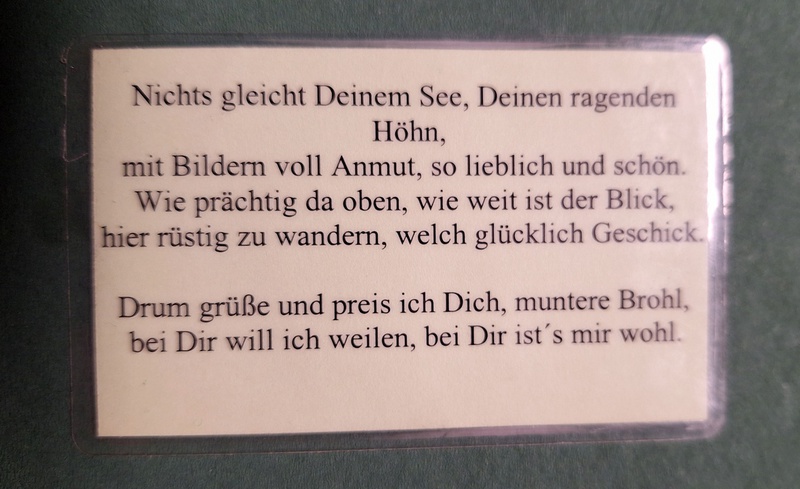 Nichts gleicht Deinem See, Deinen ragenden
Höhn,
mit Bildern voll Anmut, so lieblich und schön.
Wie prächtig da oben, wie weit ist der Blick,
hier rüstig zu wandern, welch glücklich Geschick.
Drum grüße und preis ich Dich, muntere Brohl,
bei Dir will ich weilen, bei Dir ist´s mir wohl.